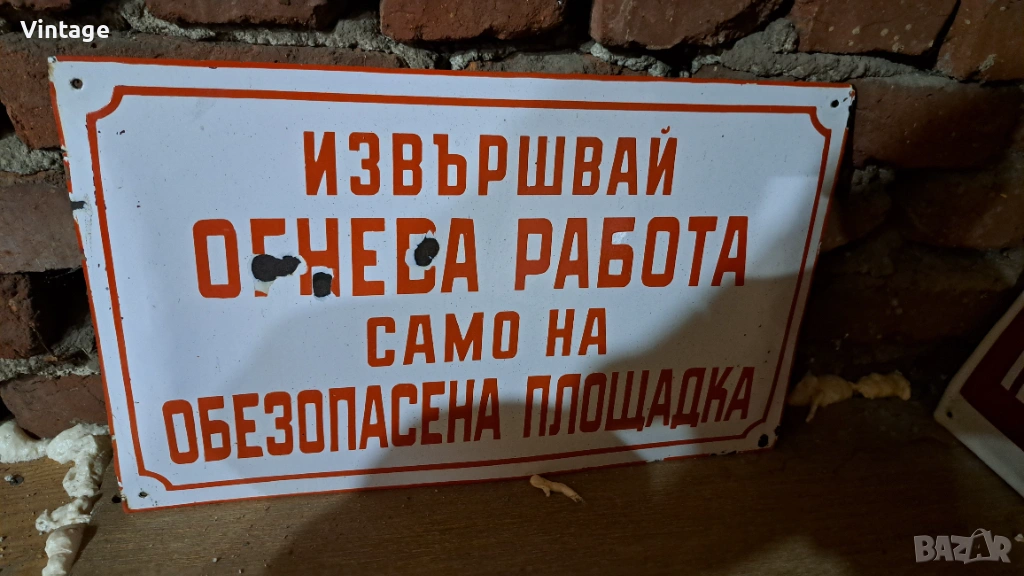 Vintage
ИЗВЪРШВАЙ
ОГНЕВА РАБОТА
САМО НА
ОБЕЗОПАСЕНА ПЛОЩАДКА
BAZAR